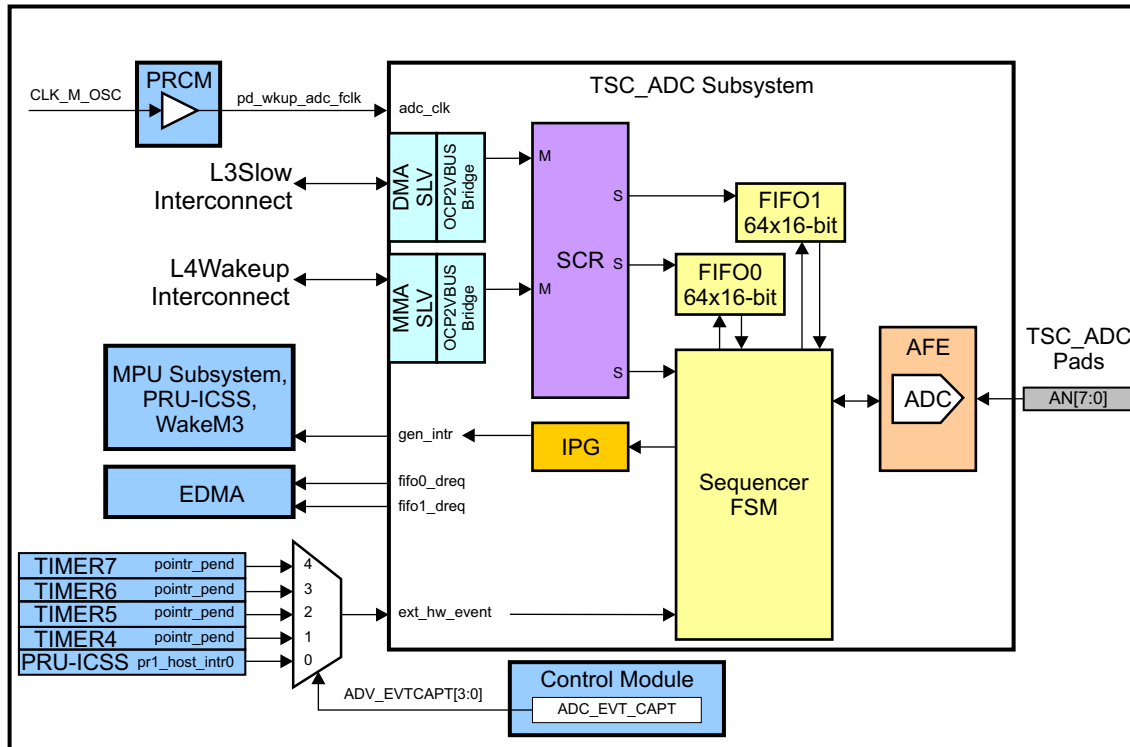 PRCM
CLK_M_OSC
pd_wkup_adc_fclk
TSC_ADC Subsystem
adc_clk
L3Slow
Interconnect
DMA
SLV
OCP2VBUS
Bridge
M
S
FIFO1
64x16-bit
SCR
S
FIFO0
64x16-bit
L4Wakeup
Interconnect
MMA
SLV
OCP2VBUS
Bridge
M
S
AFE
ADC
TSC_ADC
Pads
AN[7:0]
MPU Subsystem,
PRU-ICSS,
WakeM3
gen_intr
IPG
Sequencer
FSM
EDMA
fifo0_dreq
fifo1_dreq
TIMER7 pointr_pend 4
TIMER6 pointr_pend 3
TIMER5 pointr_pend 2
TIMER4 pointr_pend 1
PRU-ICSS pr1_host_intr0 0
ext_hw_event
ADV_EVTCAPT[3:0]
Control Module
ADC_EVT_CAPT